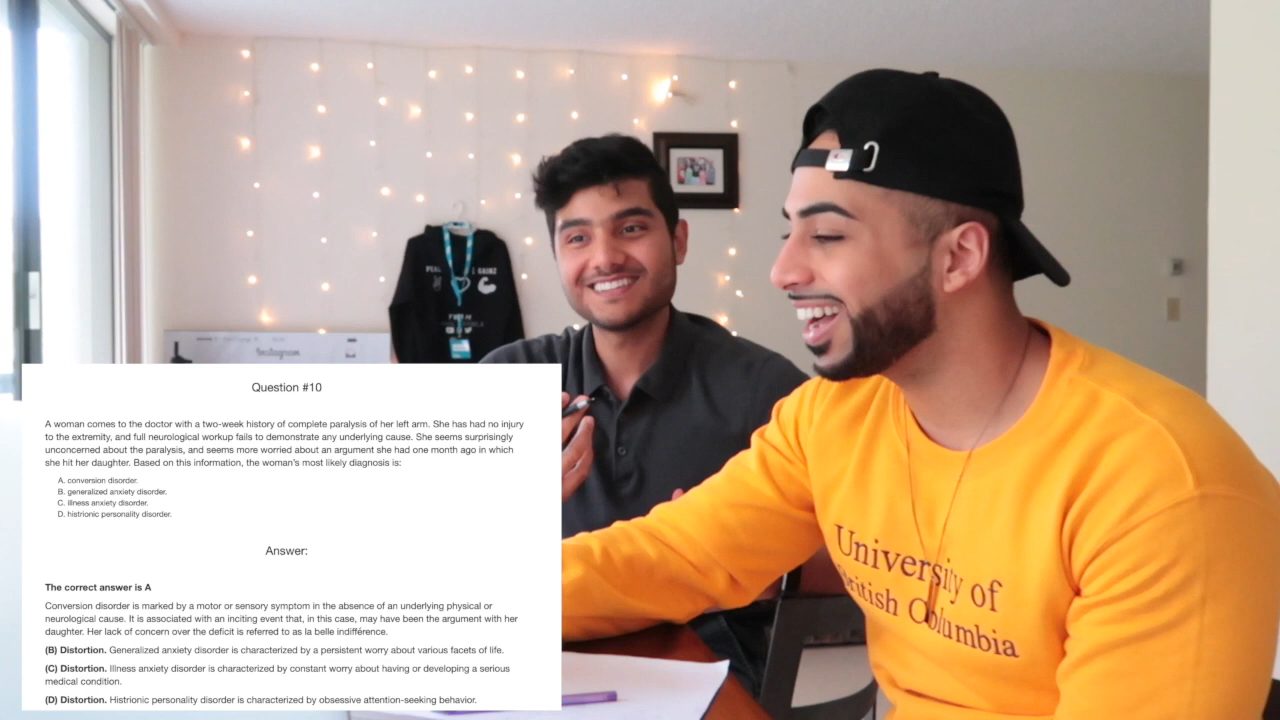 Instagram
Question #10
A woman comes to the doctor with a two-week history of complete paralysis of her left arm. She has had no injury
to the extremity, and full neurological workup fails to demonstrate any underlying cause. She seems surprisingly
unconcerned about the paralysis, and seems more worried about an argument she had one month ago in which
she hit her daughter. Based on this information, the woman's most likely diagnosis is:
A. conversion disorder.
B. generalized anxiety disorder.
C. illness anxiety disorder.
D. histrionic personality disorder.
Answer:
The correct answer is A
Conversion disorder is marked by a motor or sensory symptom in the absence of an underlying physical or
neurological cause. It is associated with an inciting event that, in this case, may have been the argument with her
daughter. Her lack of concern over the deficit is referred to as la belle indifférence.
(B) Distortion. Generalized anxiety disorder is characterized by a persistent worry about various facets of life.
(C) Distortion. Illness anxiety disorder is characterized by constant worry about having or developing a serious
medical condition.
(D) Distortion. Histrionic personality disorder is characterized by obsessive attention-seeking behavior.
University of
British Columbia